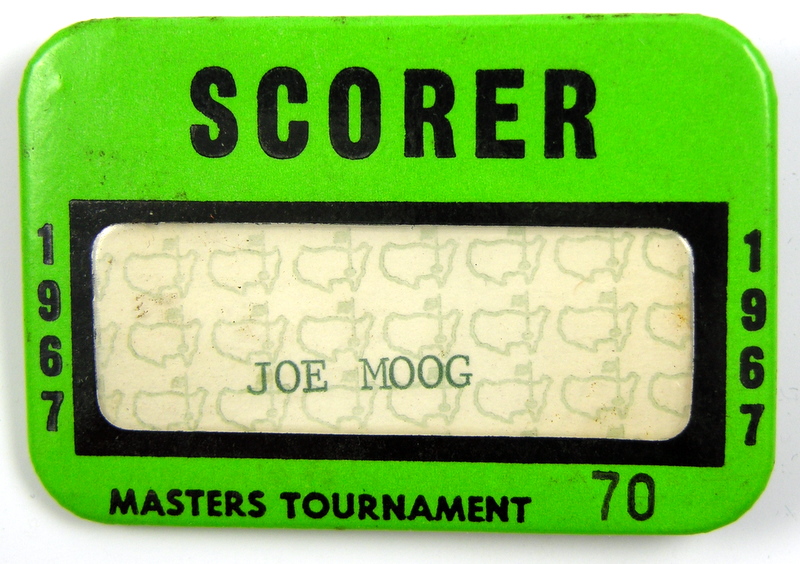 SCORER
1967
JOE MOOG
1967
MASTERS TOURNAMENT 70